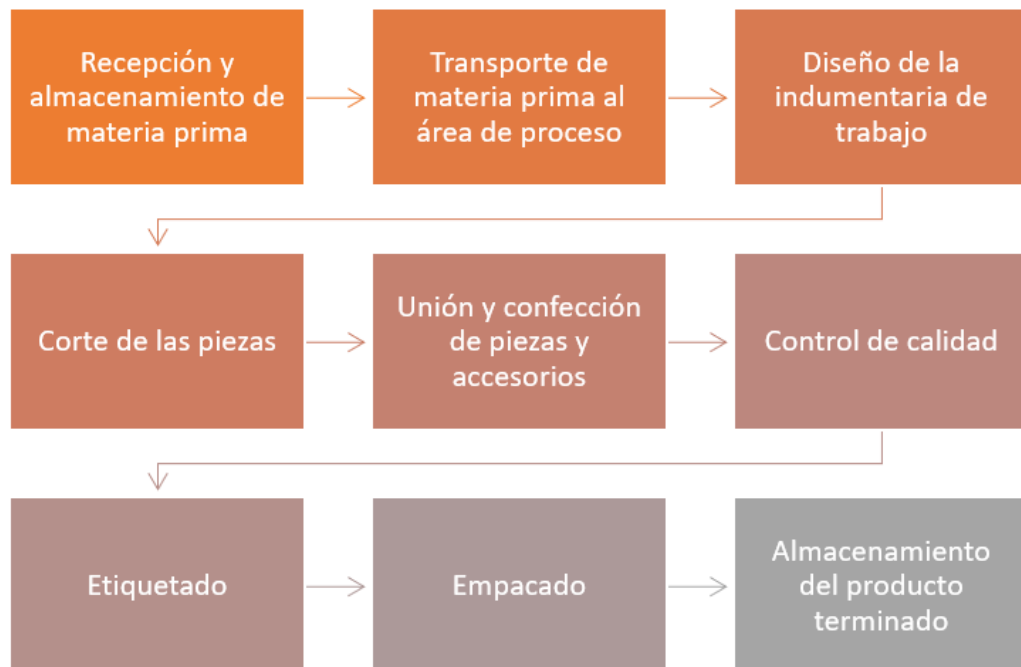 Recepción y
almacenamiento de
materia prima
Transporte de
materia prima al
área de proceso
Diseño de la
indumentaria de
trabajo
Corte de las piezas
Unión y confección
de piezas y
accesorios
Control de calidad
Etiquetado
Empacado
Almacenamiento
del producto
terminado